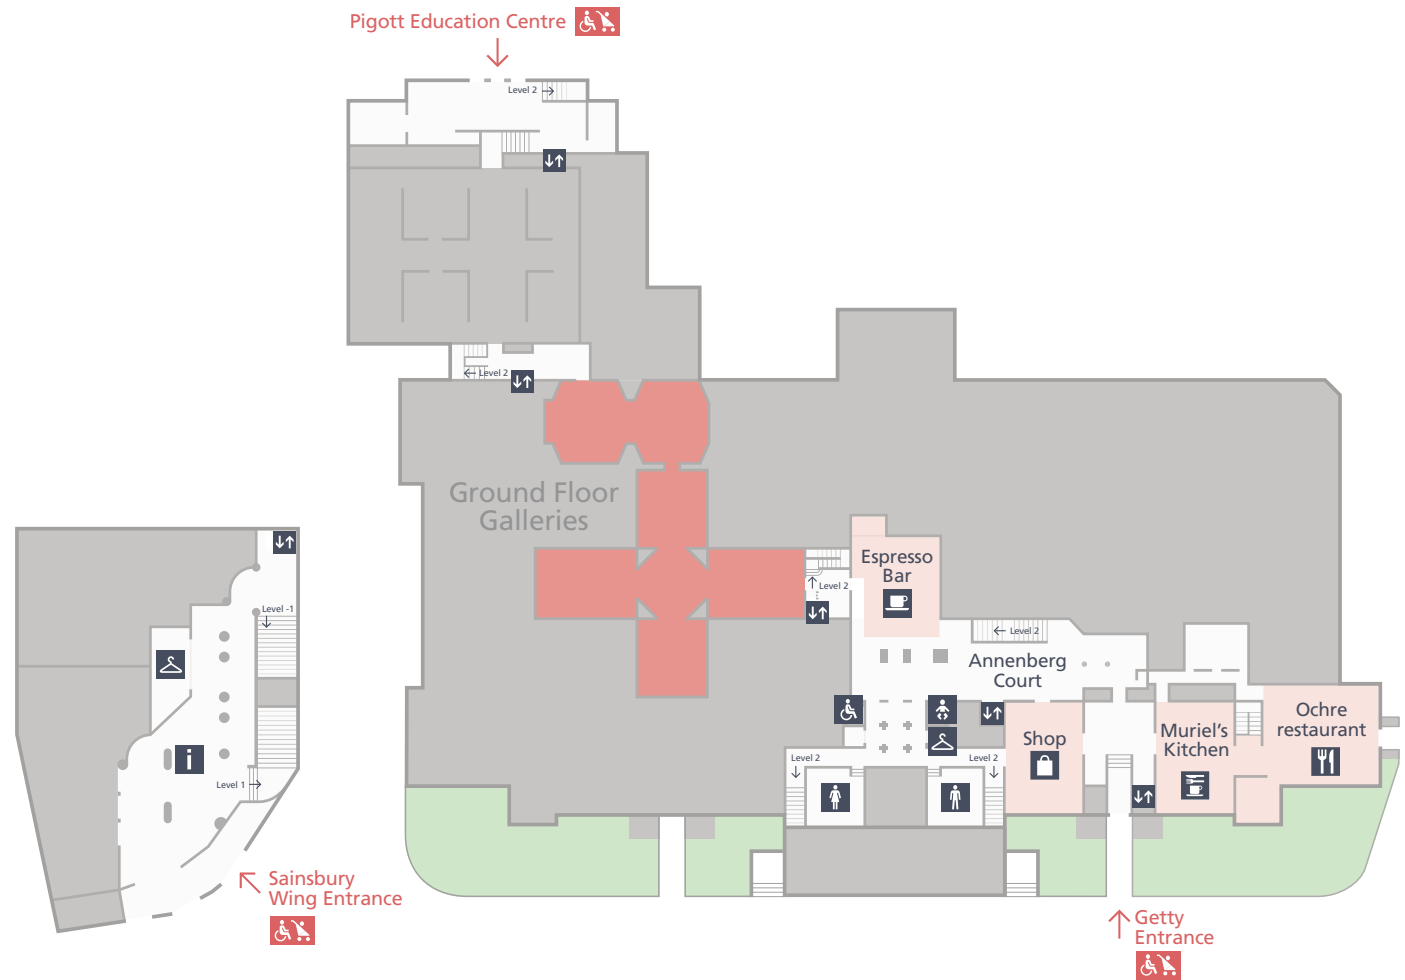 Pigott Education Centre
Level 2
Level 2
Ground Floor
Galleries
Espresso
Bar
Level 2
Level -1
Level 2
Annenberg
Court
Ochre
restaurant
Muriel's
Kitchen
Shop
i
Level 2
Level 2
Level 1
Sainsbury
Wing Entrance
Getty
Entrance